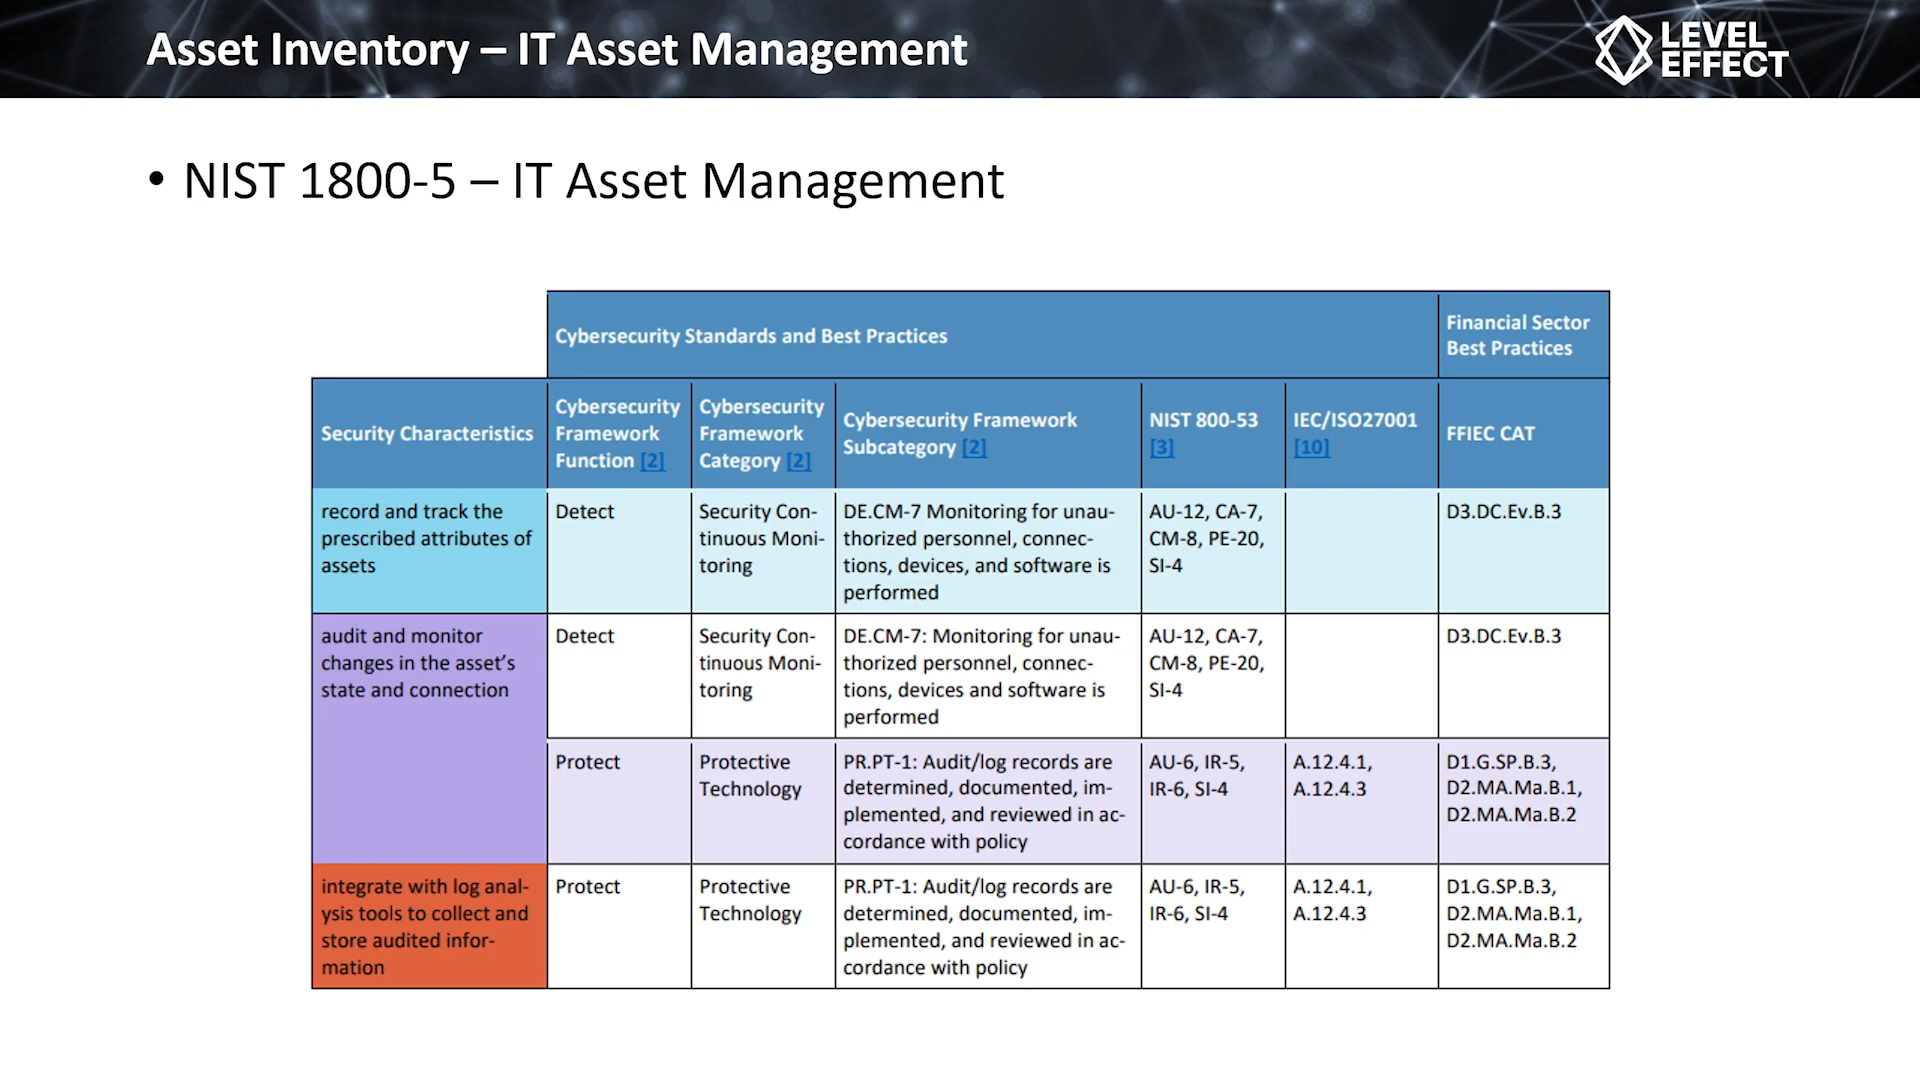 Asset Inventory – IT Asset Management
LEVEL
EFFECT
• NIST 1800-5 – IT Asset Management
Cybersecurity Standards and Best Practices
Financial Sector
Best Practices
Security Characteristics
Cybersecurity
Framework
Function [2]
Cybersecurity
Framework
Category [2]
Cybersecurity Framework
Subcategory [2]
NIST 800-53
[3]
IEC/ISO27001
[10]
FFIEC CAT
record and track the
prescribed attributes of
assets
Detect
Security Con-
tinuous Moni-
toring
DE.CM-7 Monitoring for unau-
thorized personnel, connec-
tions, devices, and software is
performed
AU-12, CA-7,
CM-8, PE-20,
SI-4
D3.DC.Ev.B.3
audit and monitor
changes in the asset's
state and connection
Detect
Security Con-
tinuous Moni-
toring
DE.CM-7: Monitoring for unau-
thorized personnel, connec-
tions, devices and software is
performed
AU-12, CA-7,
CM-8, PE-20,
SI-4
D3.DC.Ev.B.3
Protect
Protective
Technology
PR.PT-1: Audit/log records are
determined, documented, im-
plemented, and reviewed in ac-
cordance with policy
AU-6, IR-5,
IR-6, SI-4
A.12.4.1,
A.12.4.3
D1.G.SP.B.3,
D2.MA.Ma.B.1,
D2.MA.Ma.B.2
integrate with log anal-
ysis tools to collect and
store audited infor-
mation
Protect
Protective
Technology
PR.PT-1: Audit/log records are
determined, documented, im-
plemented, and reviewed in ac-
cordance with policy
AU-6, IR-5,
IR-6, SI-4
A.12.4.1,
A.12.4.3
D1.G.SP.B.3,
D2.MA.Ma.B.1,
D2.MA.Ma.B.2